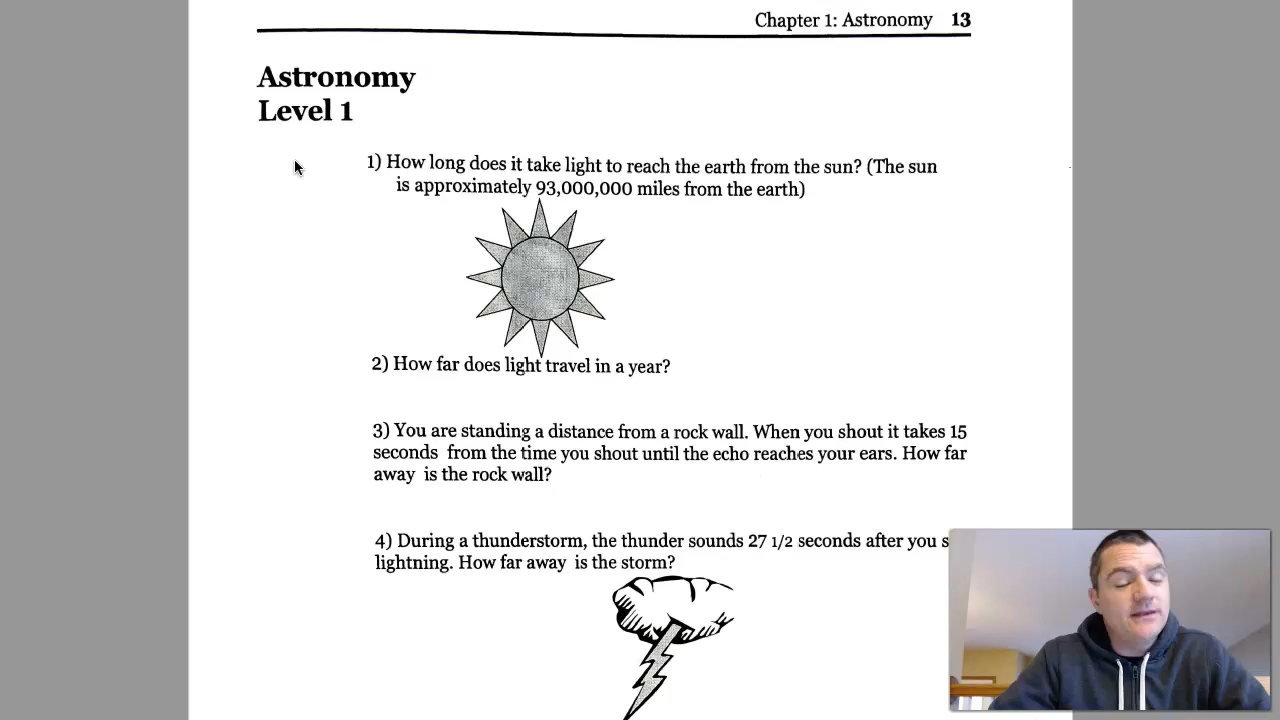 Chapter 1: Astronomy 13
Astronomy
Level 1
1) How long does it take light to reach the earth from the sun? (The sun
is approximately 93,000,000 miles from the earth)
2) How far does light travel in a year?
3) You are standing a distance from a rock wall. When you shout it takes 15
seconds from the time you shout until the echo reaches your ears. How far
away is the rock wall?
4) During a thunderstorm, the thunder sounds 27 1/2 seconds after you s
lightning. How far away is the storm?